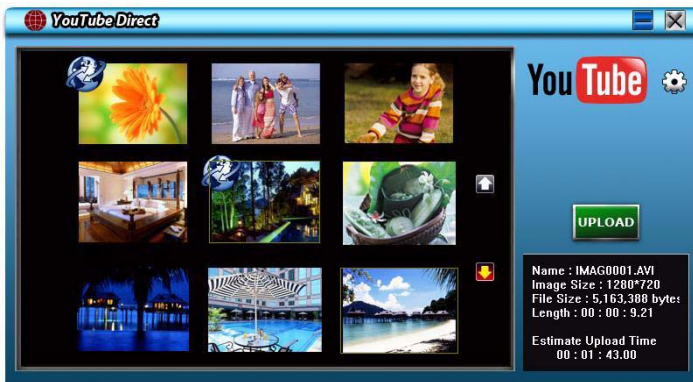 YouTube Direct
YouTube
UPLOAD
Name : IMAG0001.AVI
Image Size : 1280*720
File Size : 5,163,388 bytes
Length : 00 : 00 : 9.21
Estimate Upload Time
00 : 01 : 43.00